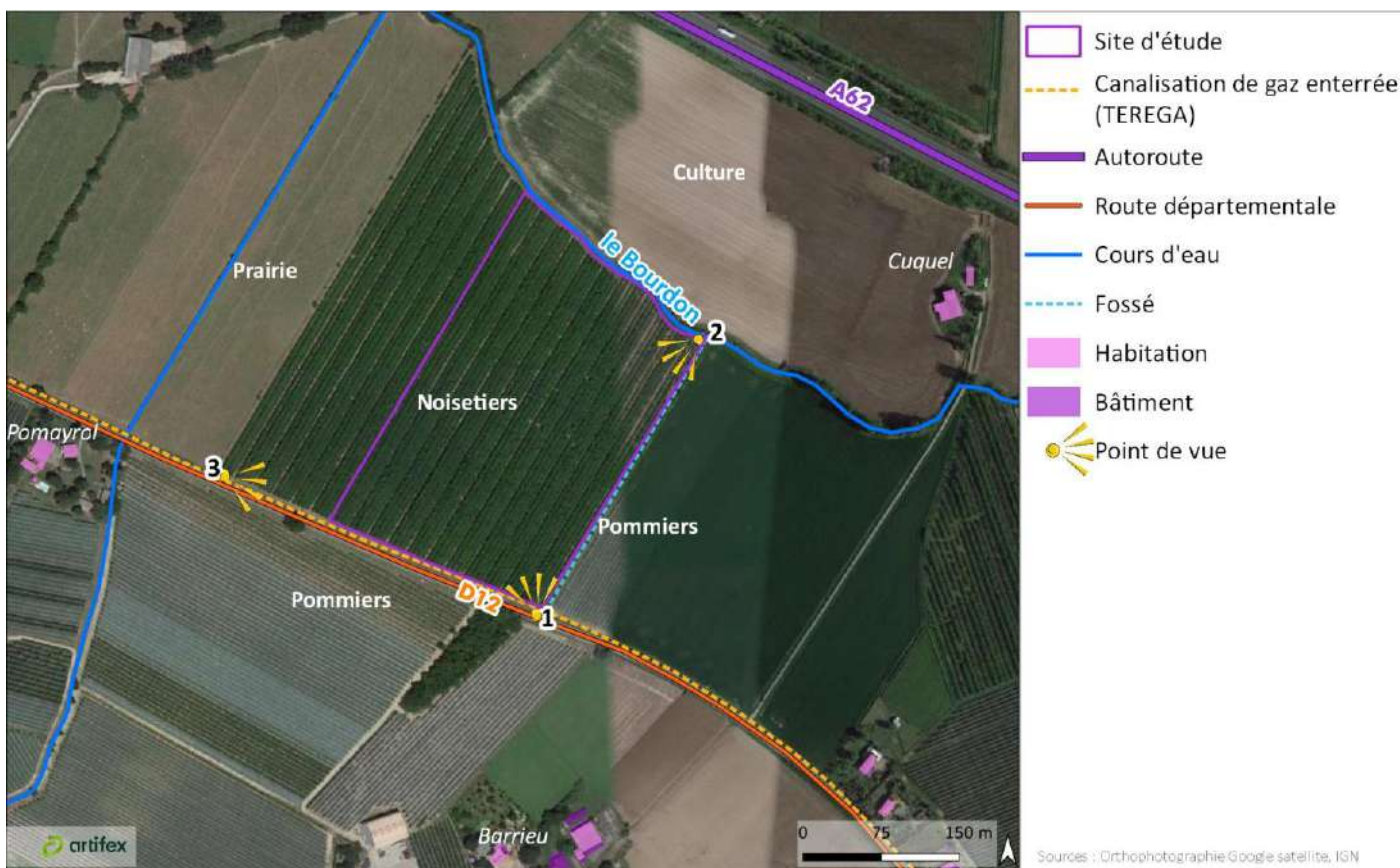 A62
Culture
Cuquel
Prairie
le Bourdon
2
Noisetiers
Pomayrol
3
Pommiers
Pommiers
D12
1
Barrieu
artifex
0 75 150 m
Site d'étude
Canalisation de gaz enterrée
(TEREGA)
Autoroute
Route départementale
Cours d'eau
Fossé
Habitation
Bâtiment
Point de vue
Sources : Orthophotographie Google satellite, IGN